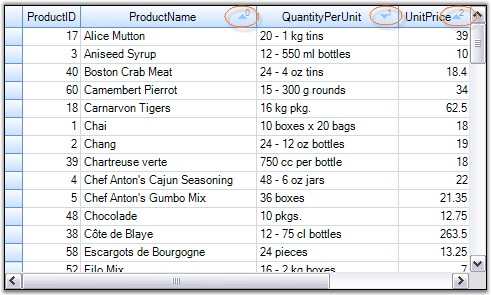 ProductID ProductName 0 QuantityPerUnit 1 UnitPrice 2
17 Alice Mutton 20 - 1 kg tins 39
3 Aniseed Syrup 12 - 550 ml bottles 10
40 Boston Crab Meat 24 - 4 oz tins 18.4
60 Camembert Pierrot 15 - 300 g rounds 34
18 Carnarvon Tigers 16 kg pkg. 62.5
1 Chai 10 boxes x 20 bags 18
2 Chang 24 - 12 oz bottles 19
39 Chartreuse verte 750 cc per bottle 18
4 Chef Anton's Cajun Seasoning 48 - 6 oz jars 22
5 Chef Anton's Gumbo Mix 36 boxes 21.35
48 Chocolade 10 pkgs. 12.75
38 Côte de Blaye 12 - 75 cl bottles 263.5
58 Escargots de Bourgogne 24 pieces 13.25
52 Filo Mix 16 - 2 kg boxes 7